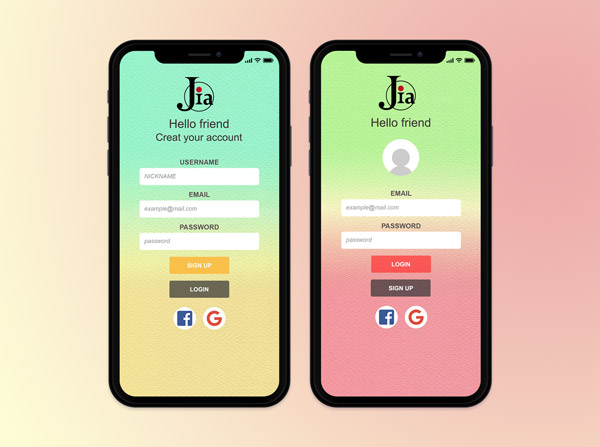 Jia
Hello friend
Creat your account
USERNAME
NICKNAME
EMAIL
example@mail.com
PASSWORD
password
SIGN UP
LOGIN
f
G
Jia
Hello friend
EMAIL
example@mail.com
PASSWORD
password
LOGIN
SIGN UP
f
G